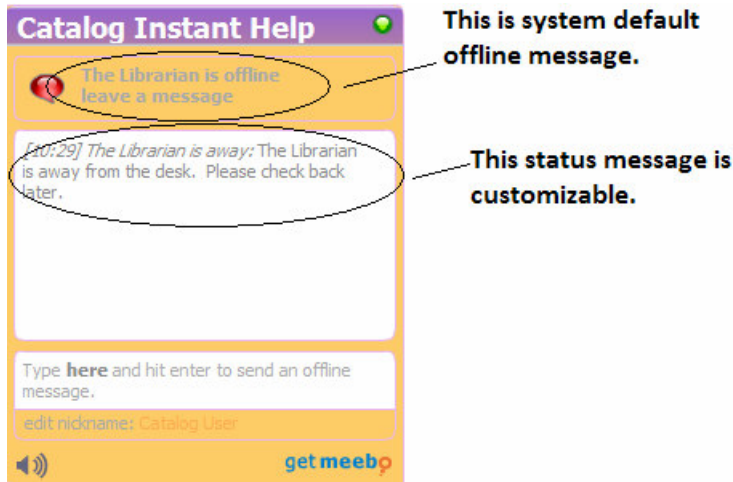 Catalog Instant Help
The Librarian is offline
leave a message
[10:29] The Librarian is away: The Librarian
is away from the desk.  Please check back
later.
Type here and hit enter to send an offline
message.
edit nickname: Catalog User
get meebo
This is system default
offline message.
This status message is
customizable.